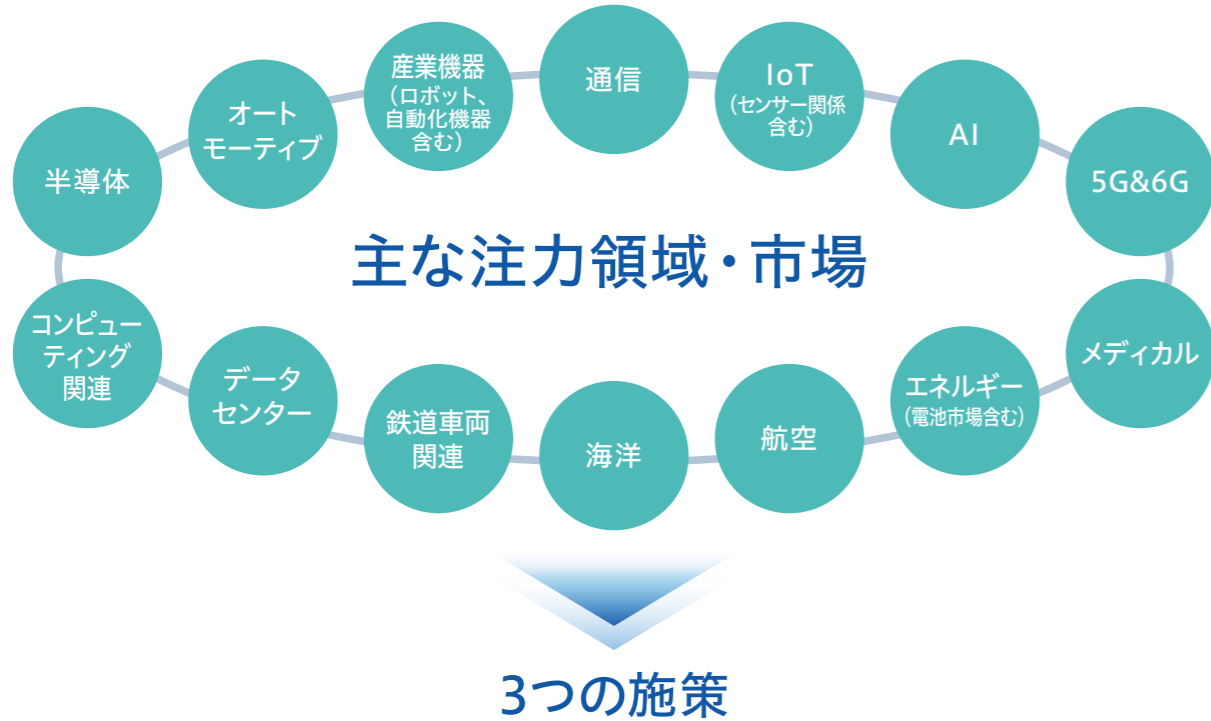 産業機器
(ロボット、
自動化機器
含む)
通信
IoT
(センサー関係
含む)
オート
モーティブ
AI
半導体
5G&6G
主な注力領域・市場
コンピュー
ティング
関連
データ
センター
鉄道車両
関連
海洋
航空
エネルギー
(電池市場含む)
メディカル
3つの施策